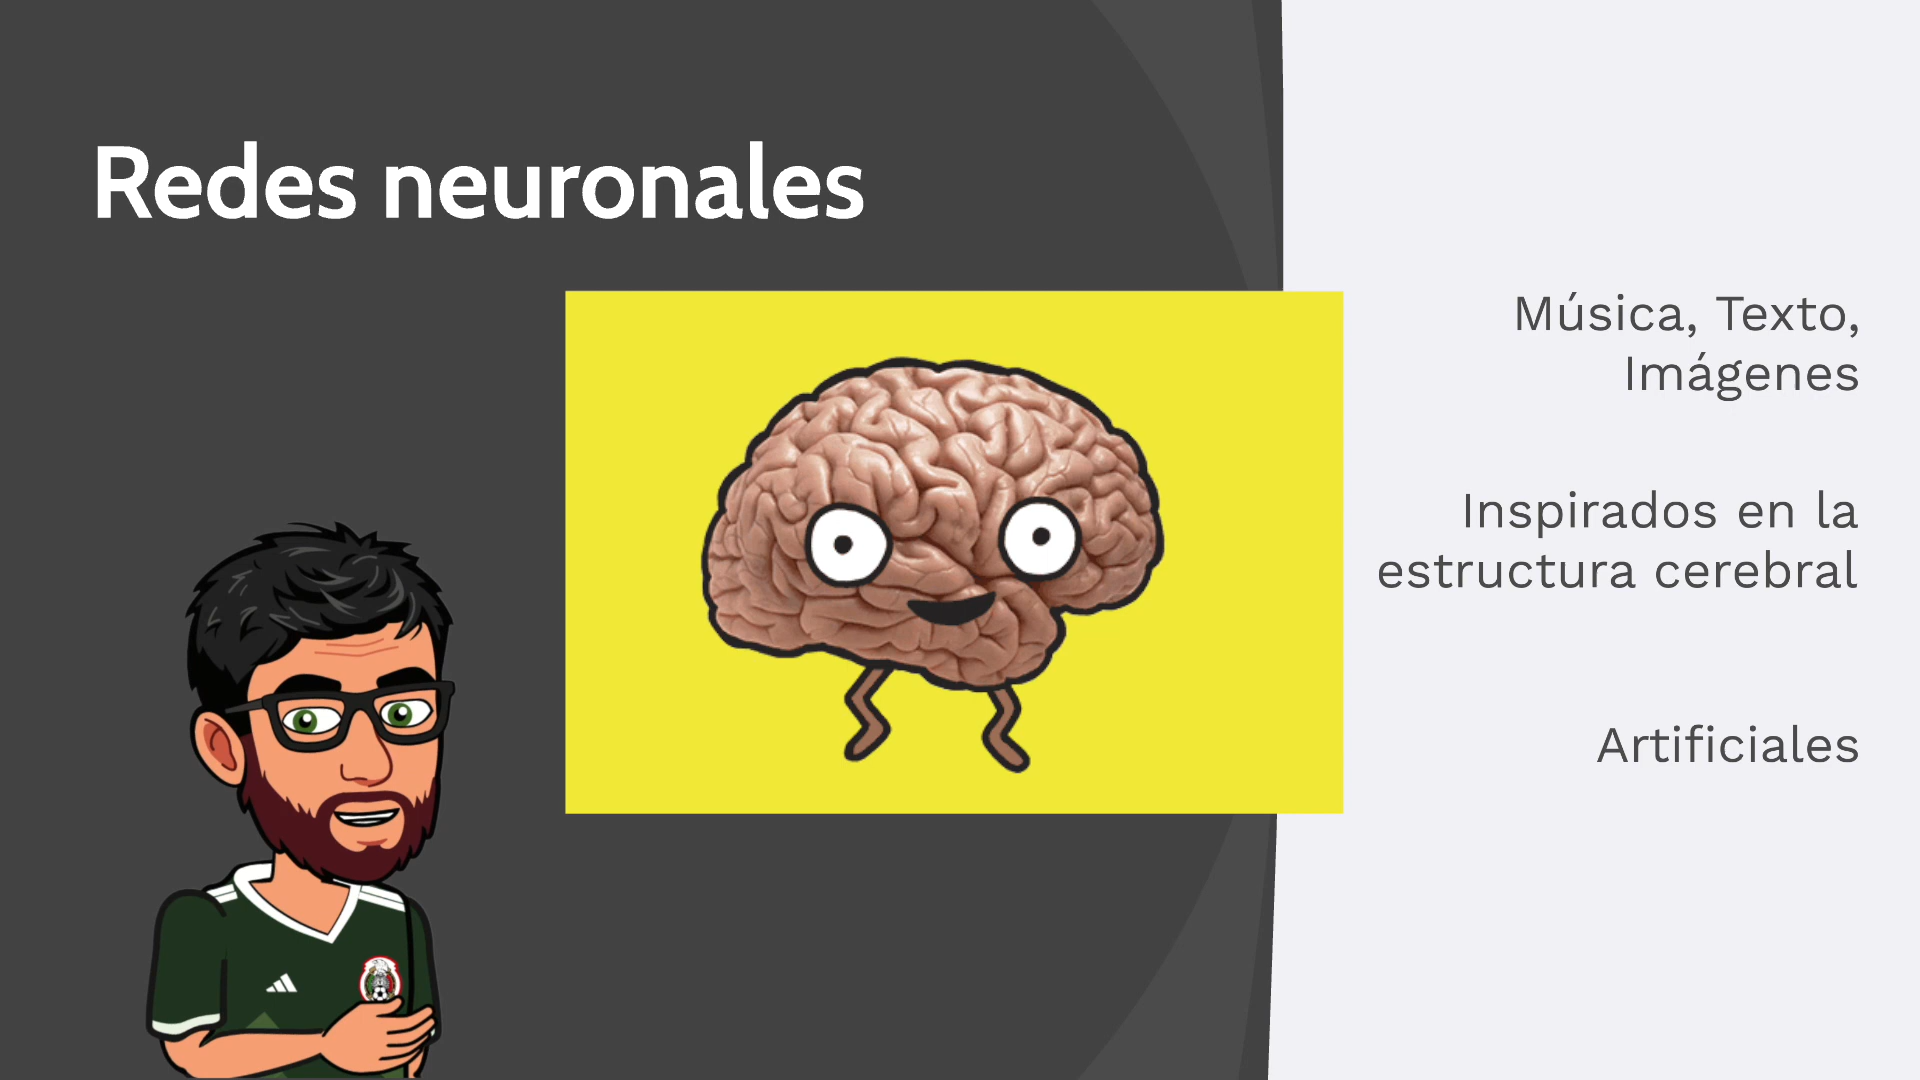 Redes neuronales
Música, Texto,
Imágenes
Inspirados en la
estructura cerebral
Artificiales